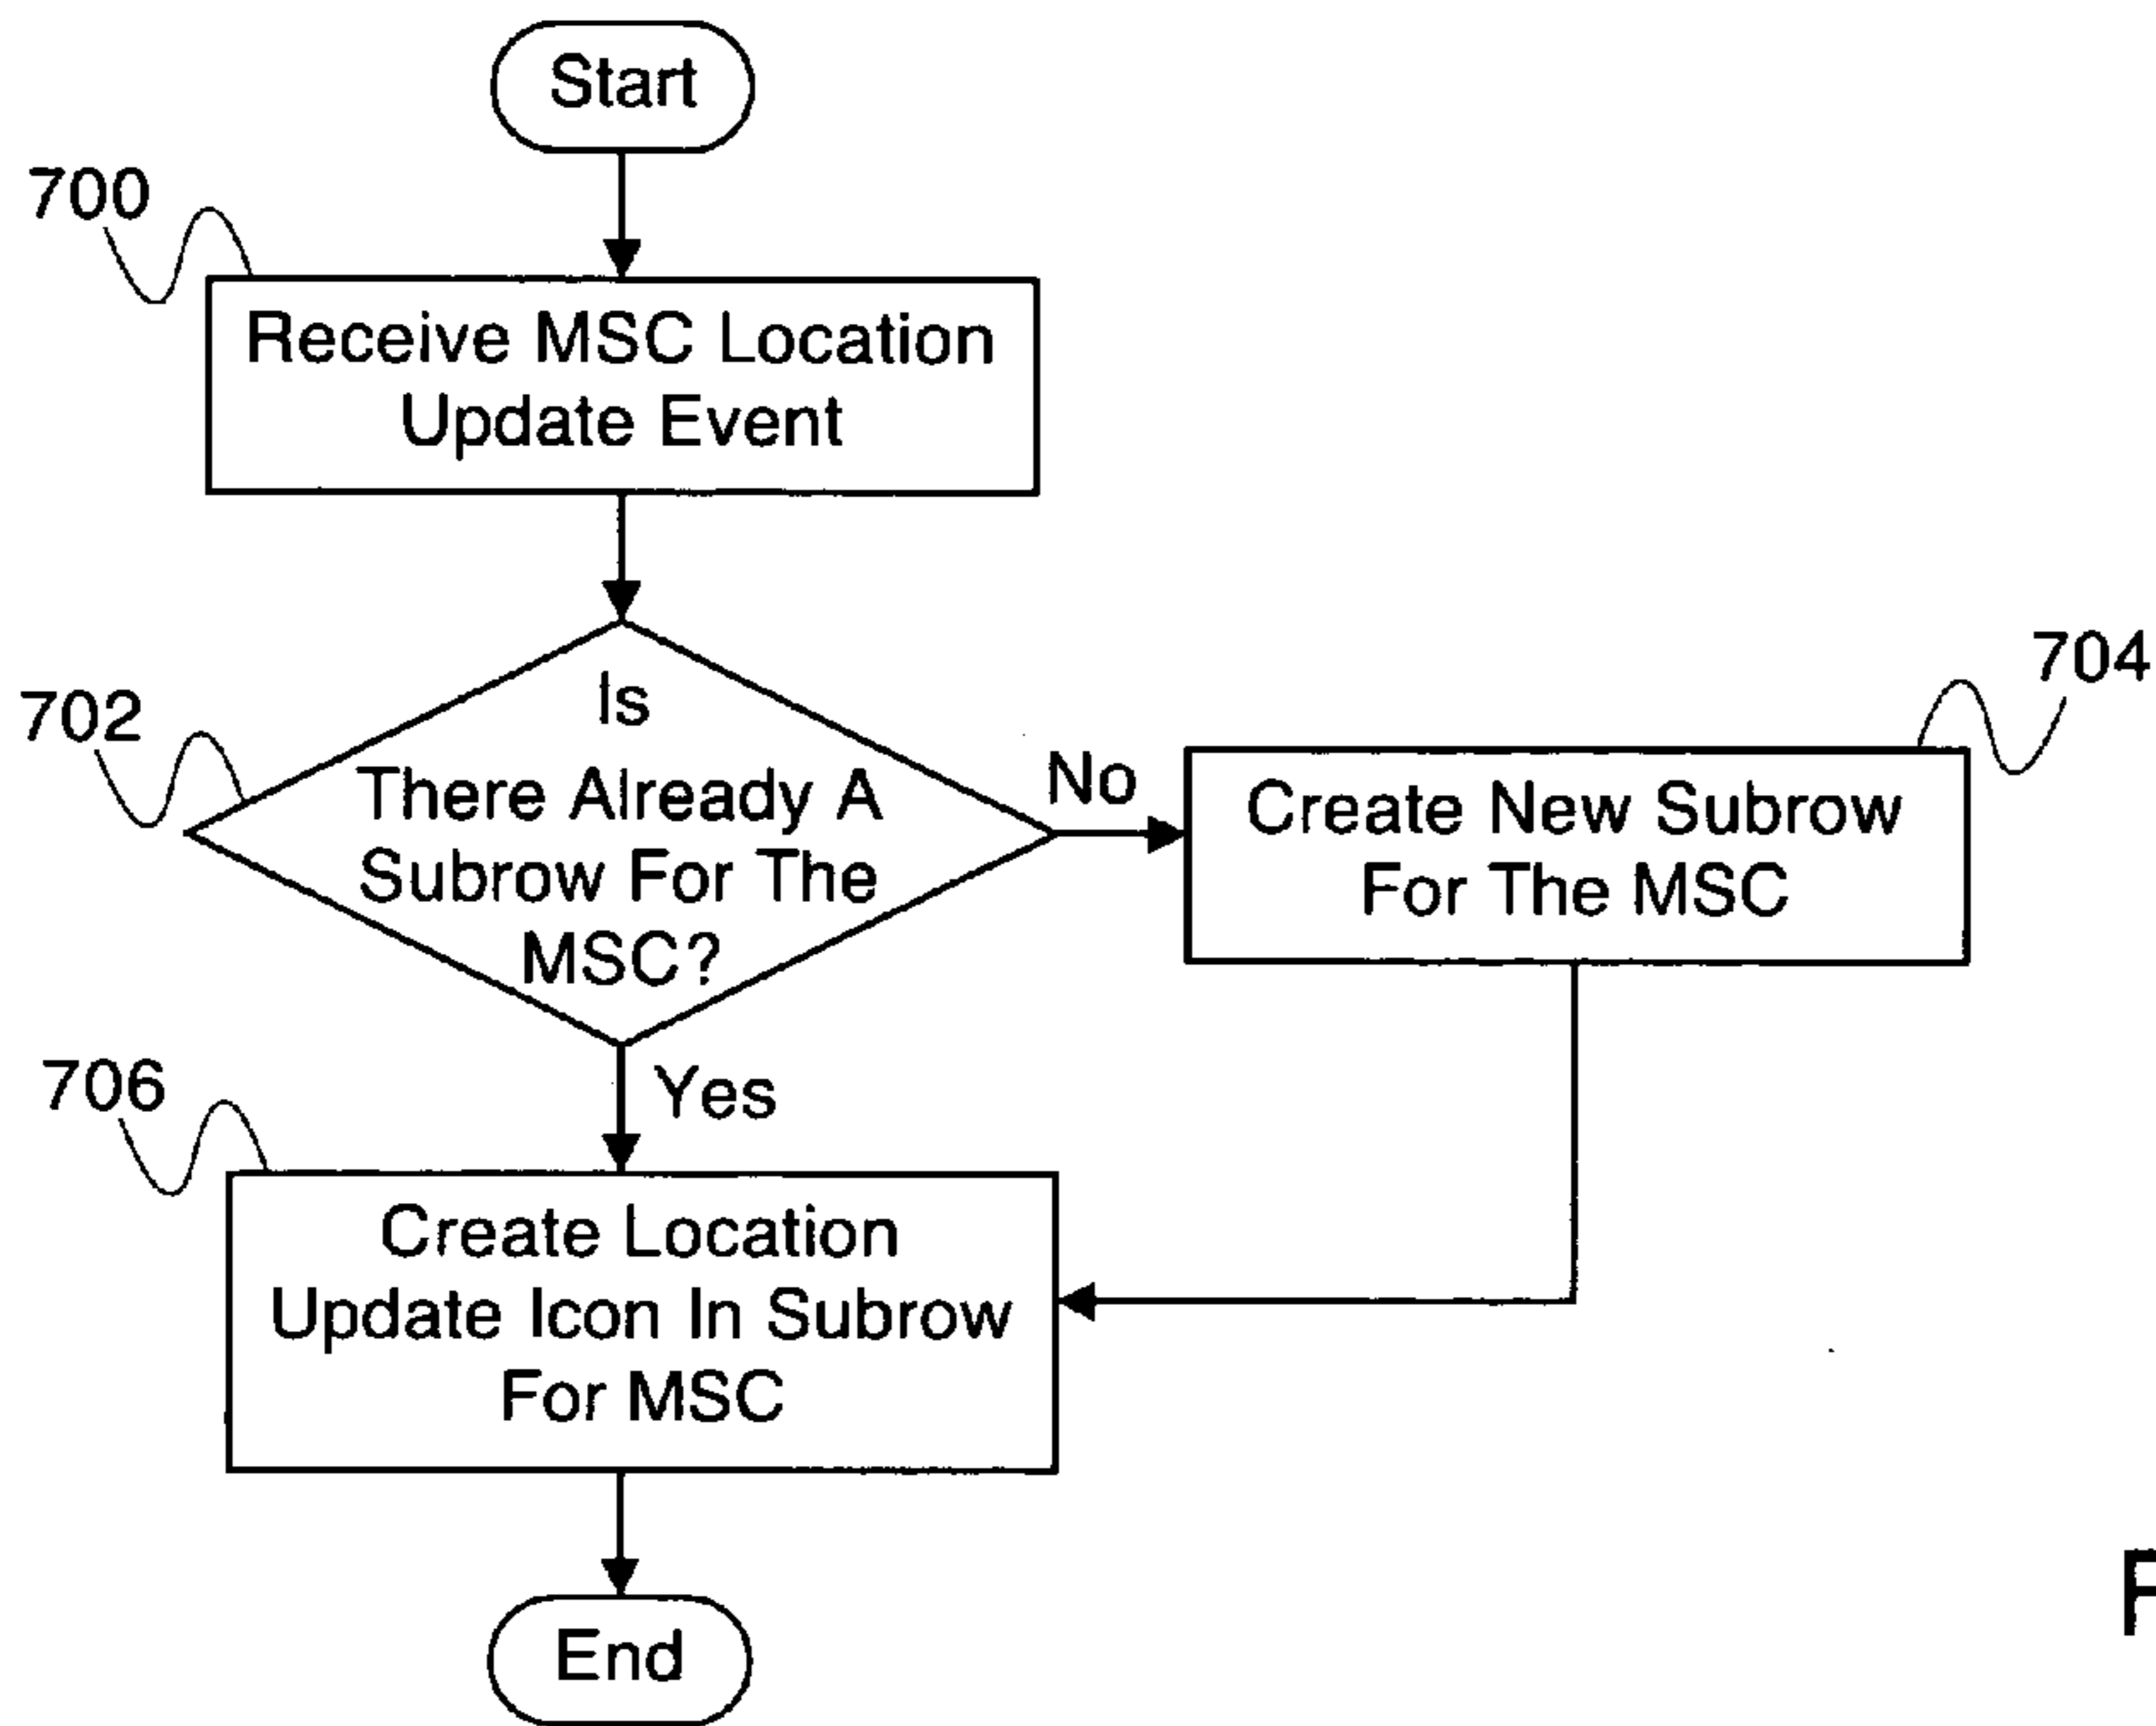 Start
700
Receive MSC Location
Update Event
702
Is
There Already A
Subrow For The
MSC?
No
704
Create New Subrow
For The MSC
706
Yes
Create Location
Update Icon In Subrow
For MSC
End